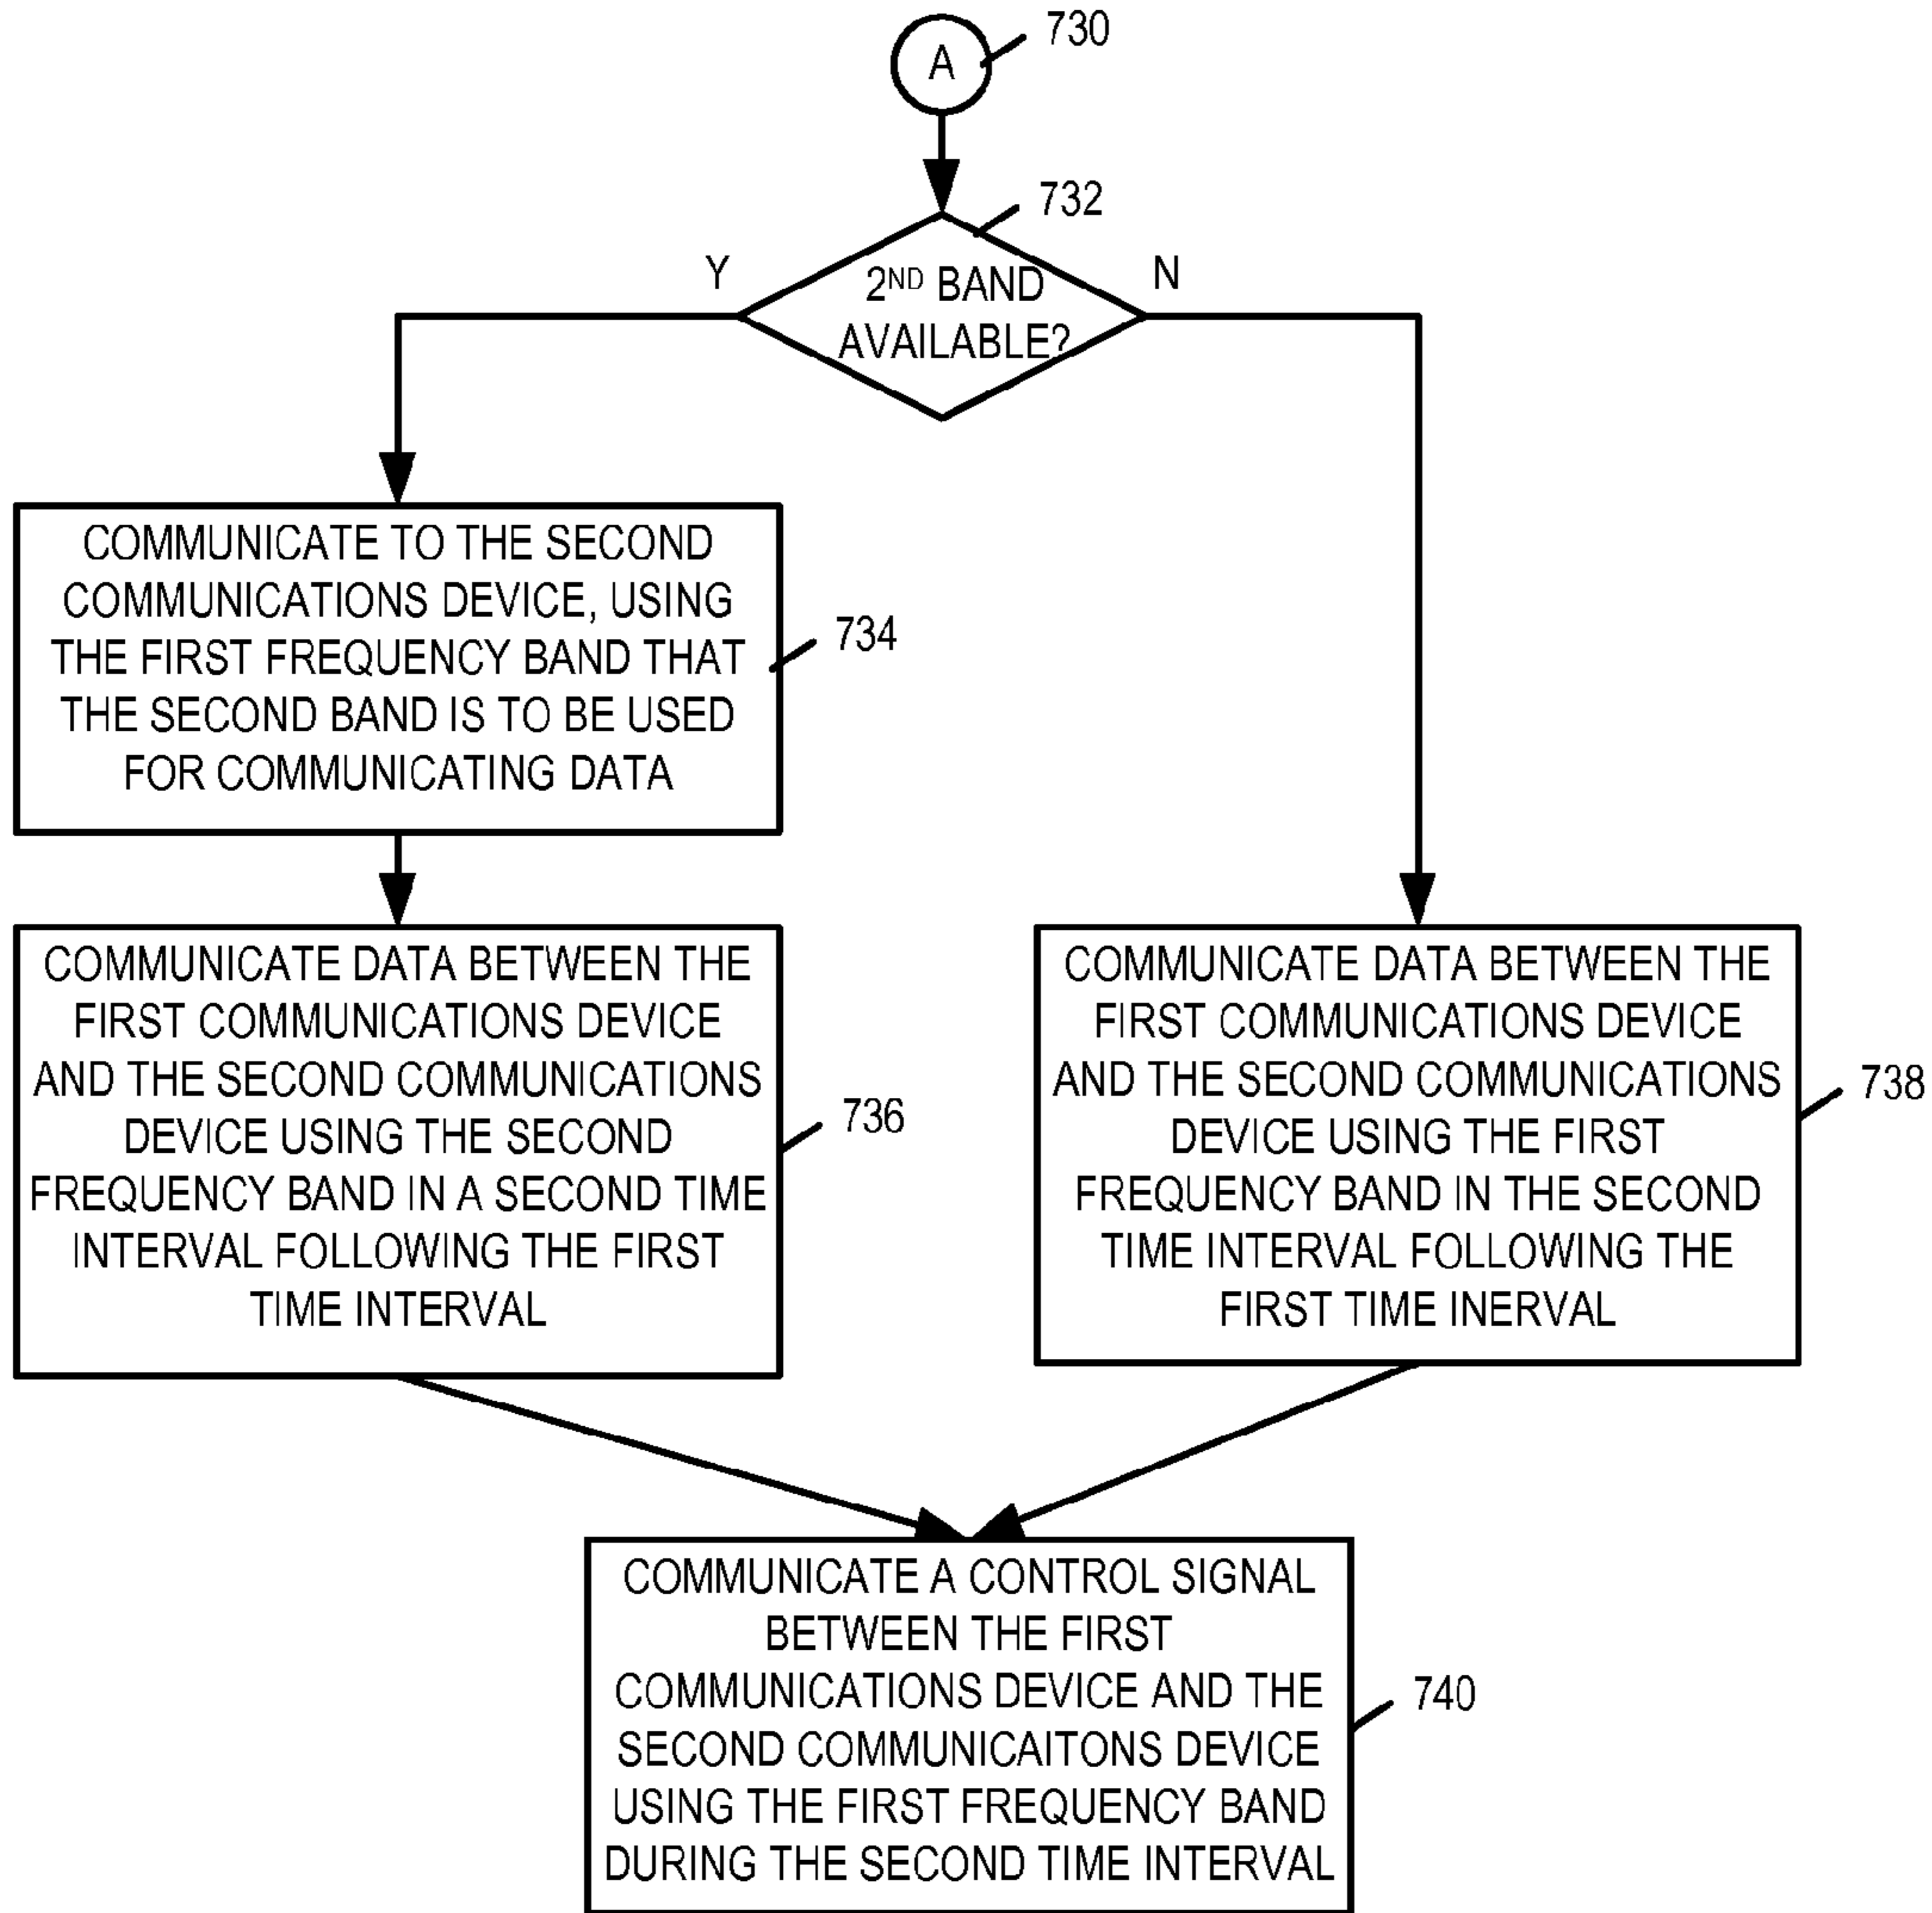 730
A
732
Y
N
2ND BAND
AVAILABLE?
COMMUNICATE TO THE SECOND
COMMUNICATIONS DEVICE, USING
THE FIRST FREQUENCY BAND THAT
THE SECOND BAND IS TO BE USED
FOR COMMUNICATING DATA
734
COMMUNICATE DATA BETWEEN THE
FIRST COMMUNICATIONS DEVICE
AND THE SECOND COMMUNICATIONS
DEVICE USING THE SECOND
FREQUENCY BAND IN A SECOND TIME
INTERVAL FOLLOWING THE FIRST
TIME INTERVAL
736
COMMUNICATE DATA BETWEEN THE
FIRST COMMUNICATIONS DEVICE
AND THE SECOND COMMUNICATIONS
DEVICE USING THE FIRST
FREQUENCY BAND IN THE SECOND
TIME INTERVAL FOLLOWING THE
FIRST TIME INERVAL
738
COMMUNICATE A CONTROL SIGNAL
BETWEEN THE FIRST
COMMUNICATIONS DEVICE AND THE
SECOND COMMUNICAITONS DEVICE
USING THE FIRST FREQUENCY BAND
DURING THE SECOND TIME INTERVAL
740